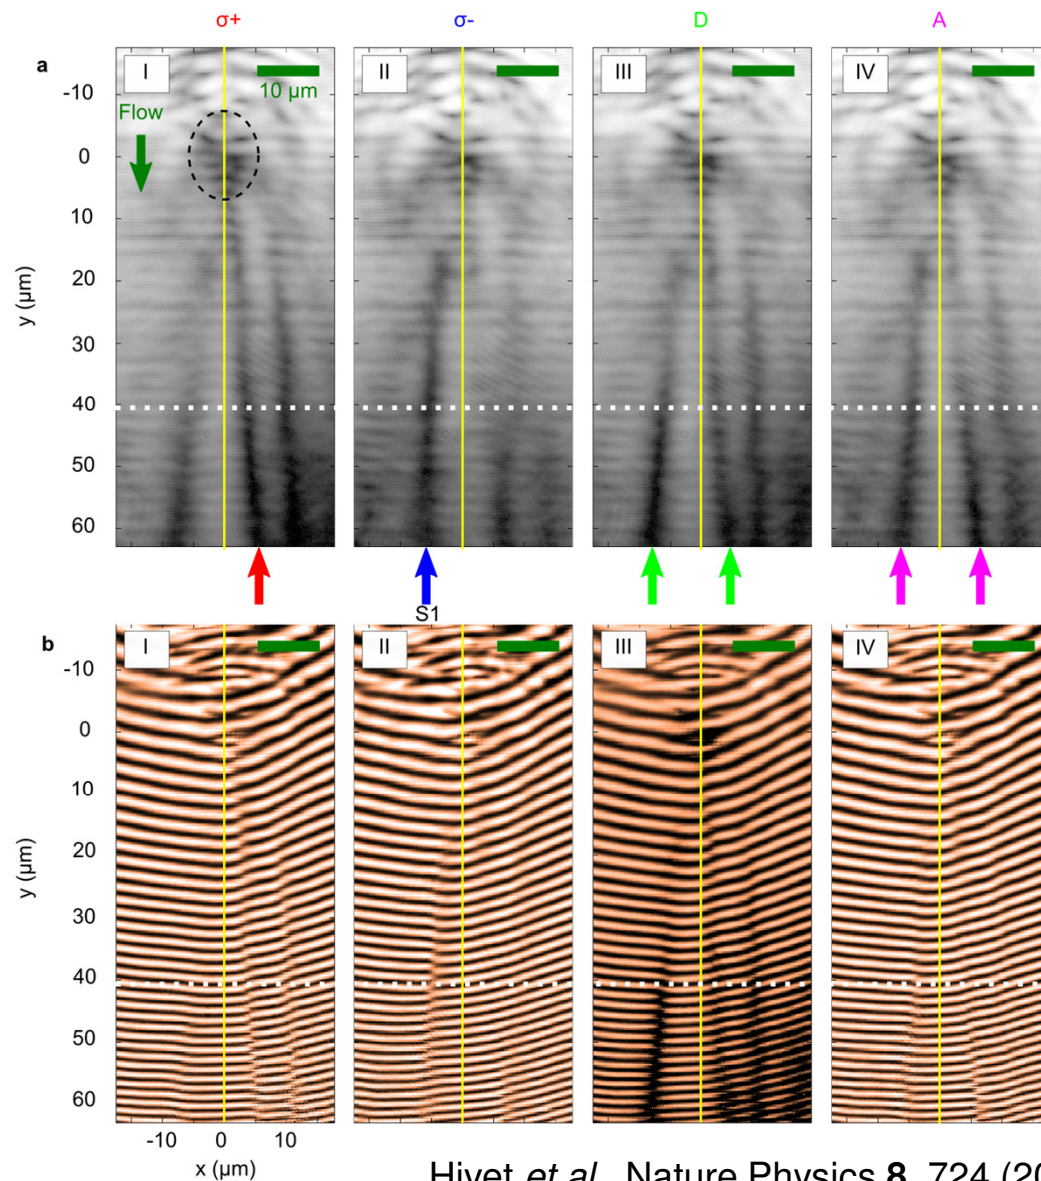 σ+ σ- D A
a I II III IV
10 μm
Flow
-10
0
10
20
30
40
50
60
y (μm)
S1
b I II III IV
-10
0
10
20
30
40
50
60
y (μm)
-10 0 10
x (μm)
Hivet et al., Nature Physics 8, 724 (20